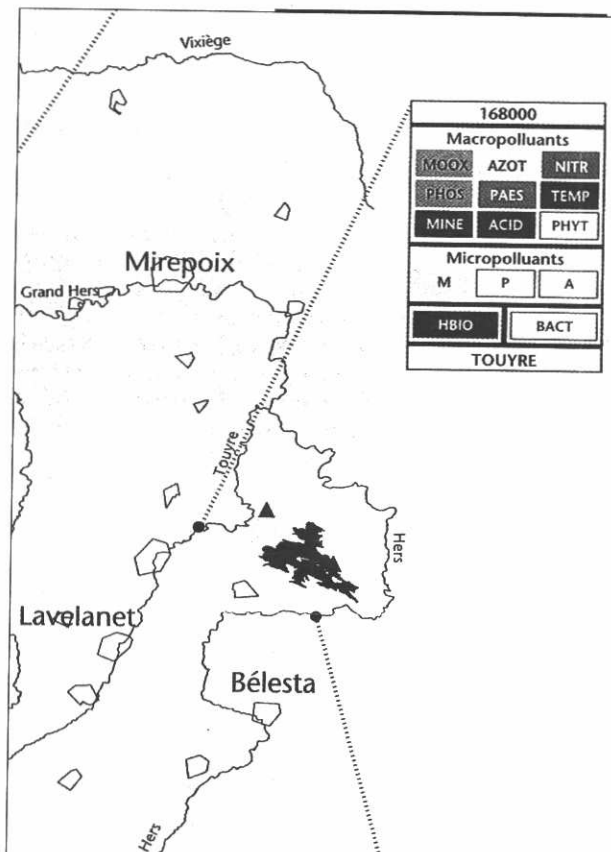 Vixiège
168000
Macropolluants
MOOX AZOT NITR
PHOS PAES TEMP
MINE ACID PHYT
Micropolluants
M P A
HBIO BACT
TOUYRE
Mirepoix
Grand Hers
Touyre
Hers
Lavelanet
Bélesta
Hers